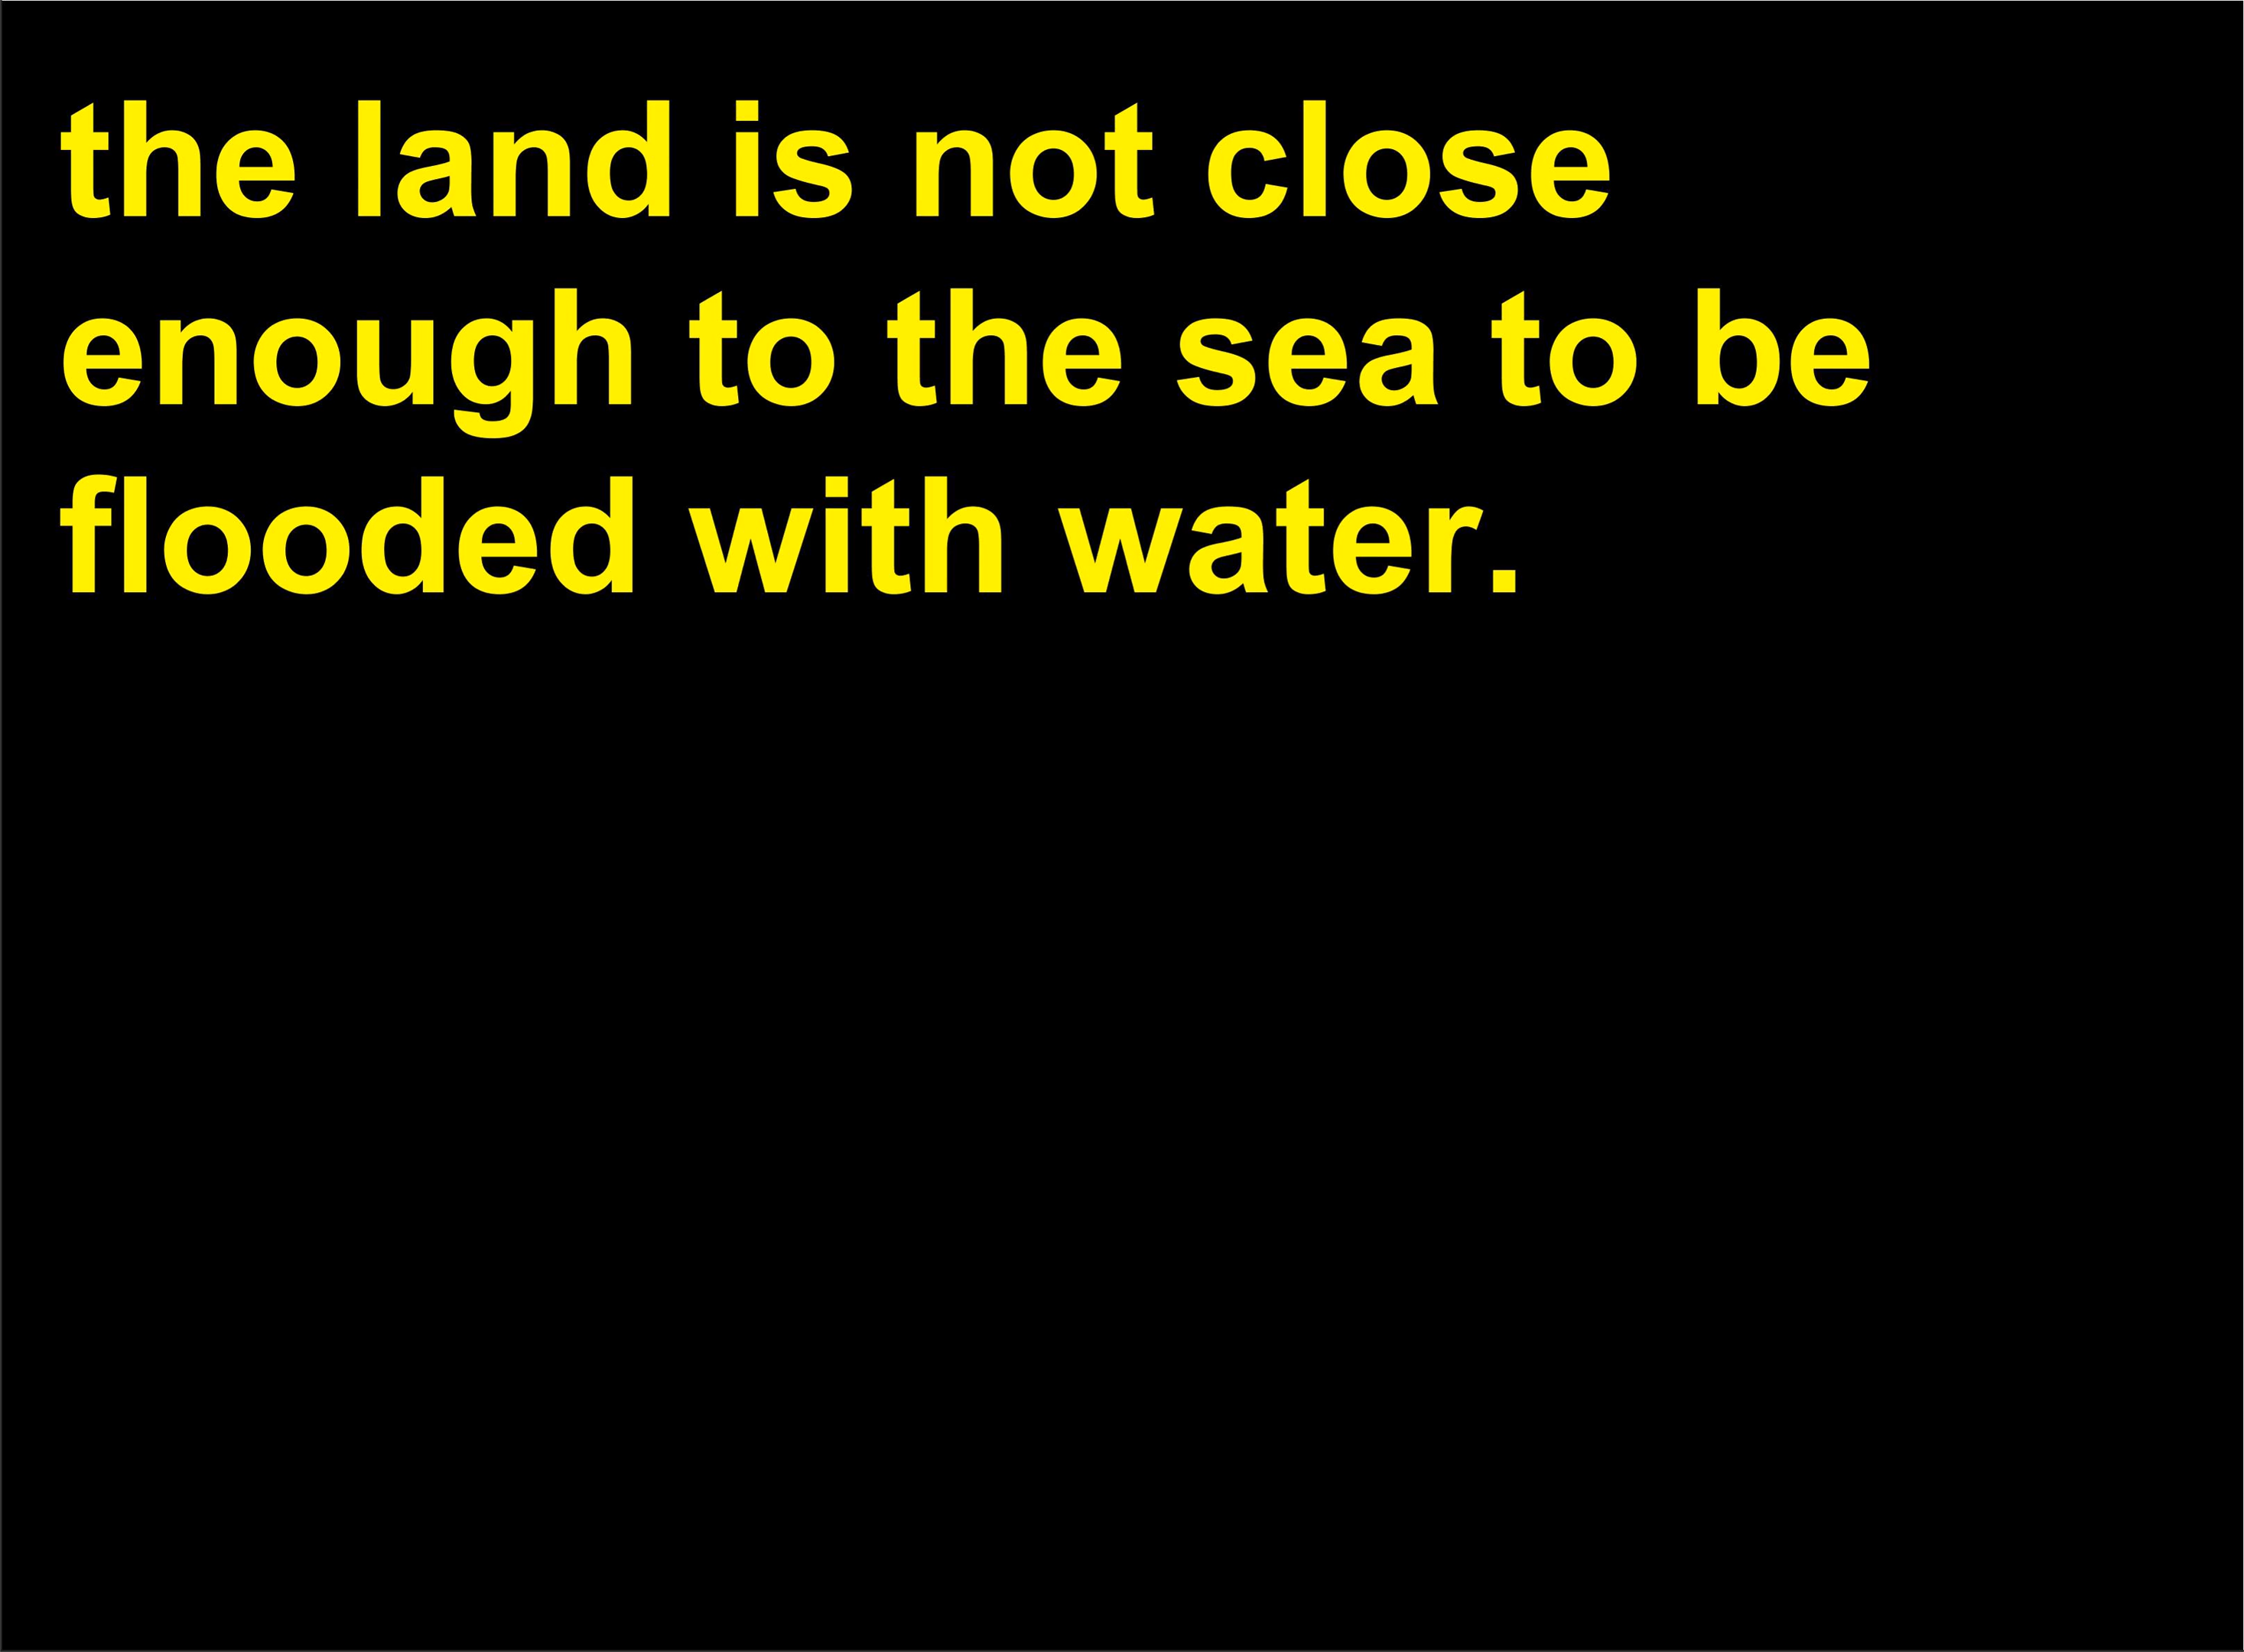 the land is not close
enough to the sea to be
flooded with water.